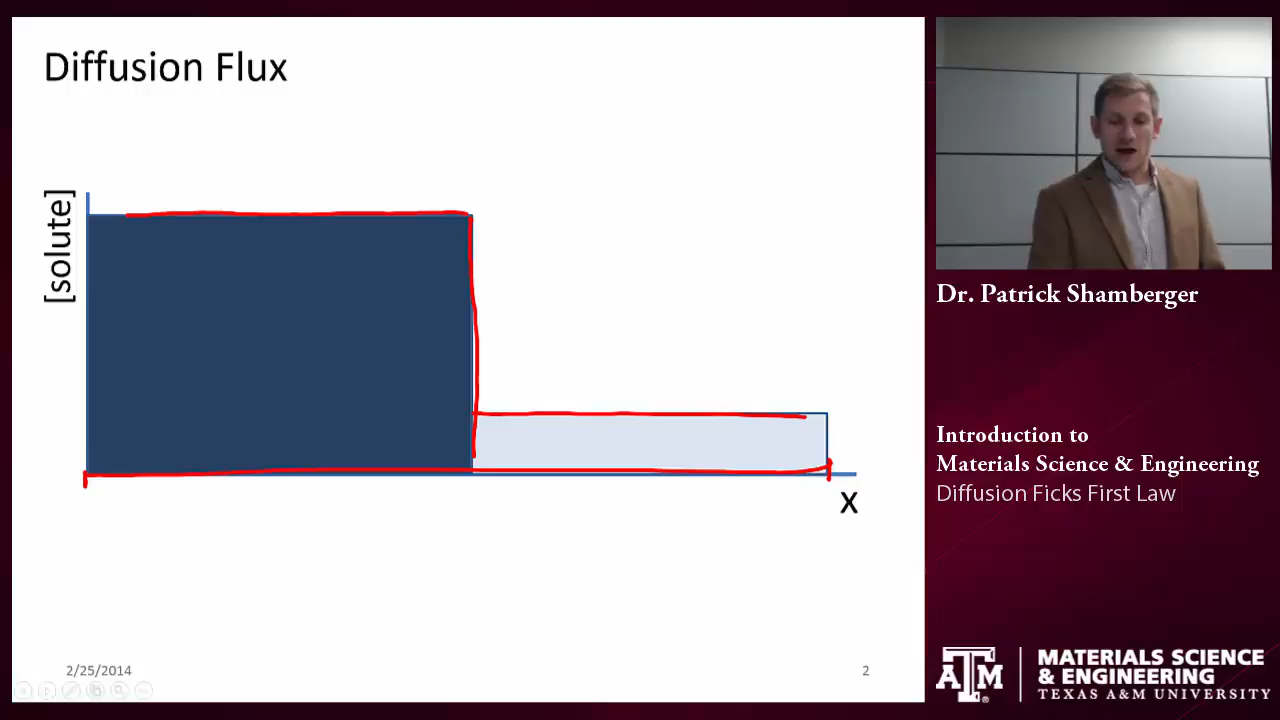 Diffusion Flux
[solute]
x
2/25/2014
2
Dr. Patrick Shamberger
Introduction to
Materials Science & Engineering
Diffusion Ficks First Law
ATM
MATERIALS SCIENCE
& ENGINEERING
TEXAS A&M UNIVERSITY